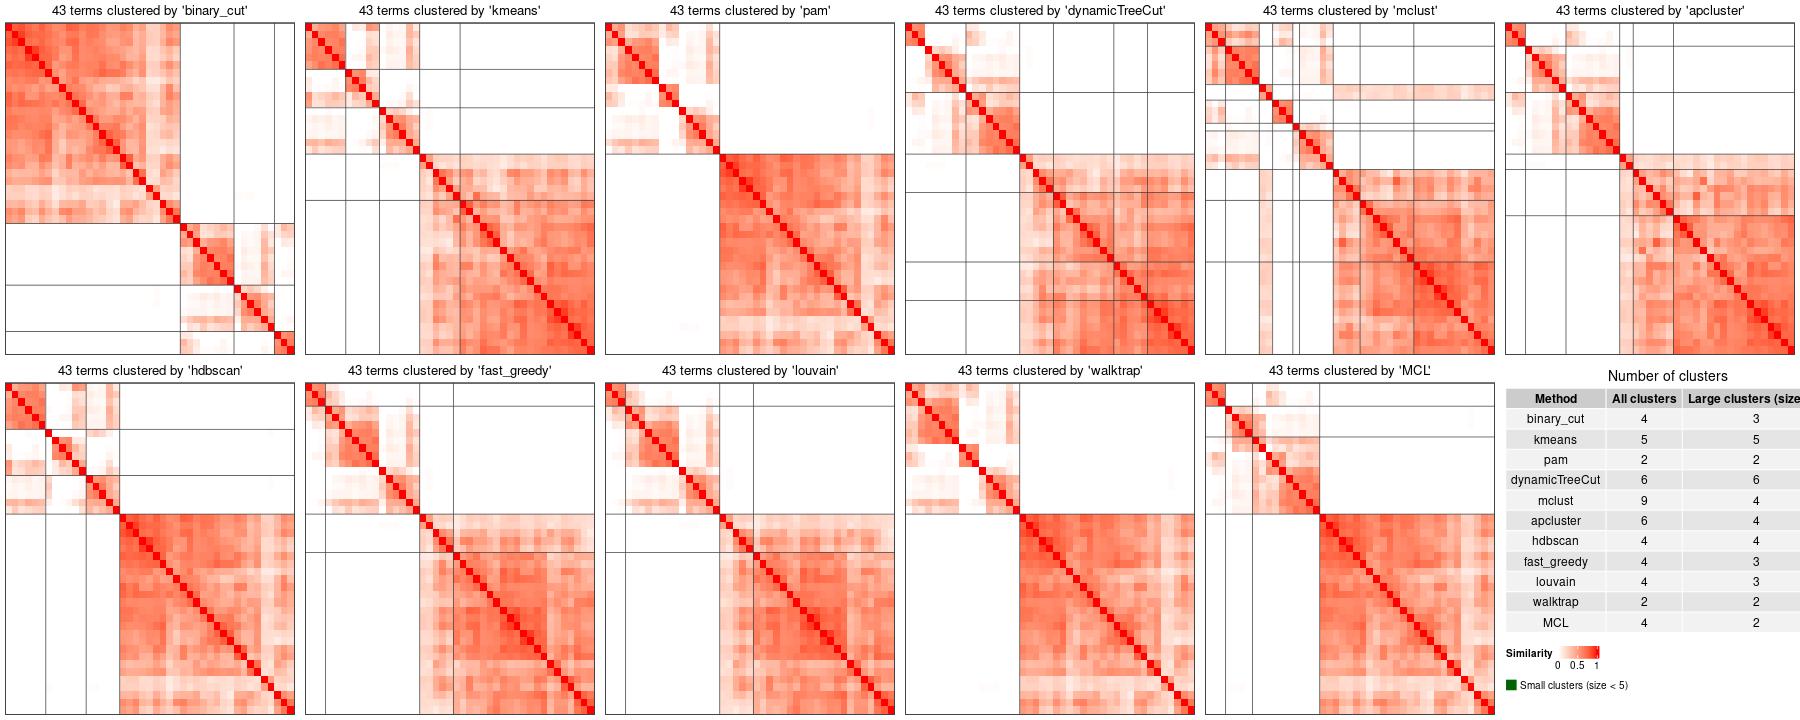 43 terms clustered by 'binary_cut'
43 terms clustered by 'kmeans'
43 terms clustered by 'pam'
43 terms clustered by 'dynamicTreeCut'
43 terms clustered by 'mclust'
43 terms clustered by 'apcluster'
43 terms clustered by 'hdbscan'
43 terms clustered by 'fast_greedy'
43 terms clustered by 'louvain'
43 terms clustered by 'walktrap'
43 terms clustered by 'MCL'
Number of clusters
Method All clusters Large clusters (size
binary_cut 4 3
kmeans 5 5
pam 2 2
dynamicTreeCut 6 6
mclust 9 4
apcluster 6 4
hdbscan 4 4
fast_greedy 4 3
louvain 4 3
walktrap 2 2
MCL 4 2
Similarity
0 0.5 1
Small clusters (size < 5)